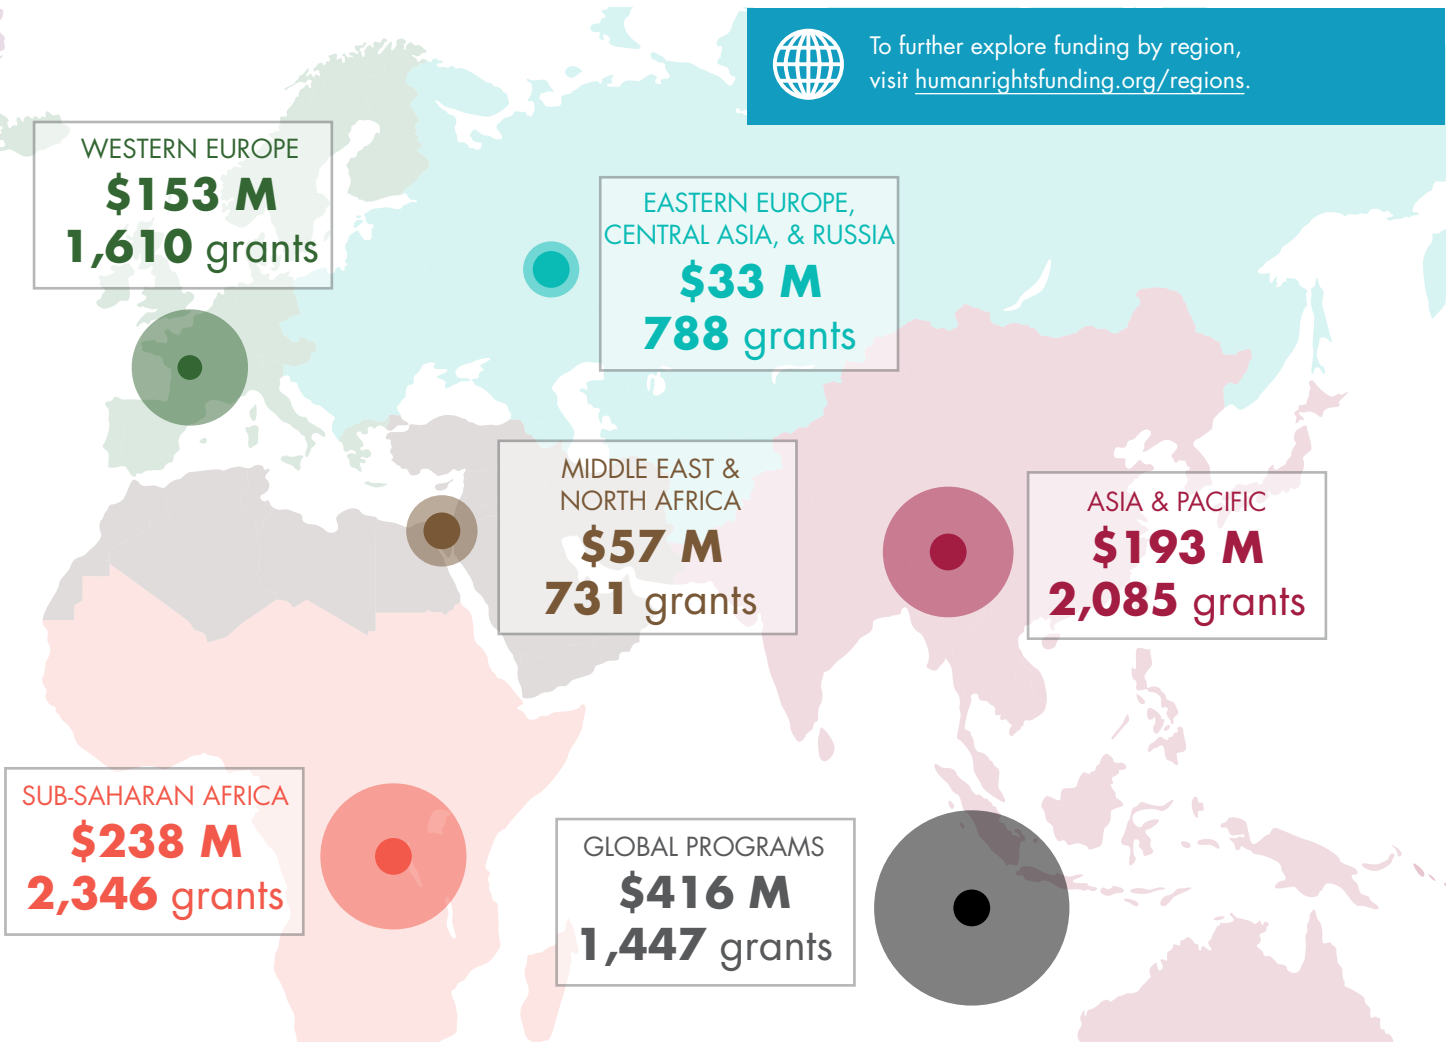 To further explore funding by region,
visit humanrightsfunding.org/regions.
WESTERN EUROPE
$153 M
1,610 grants
EASTERN EUROPE,
CENTRAL ASIA, & RUSSIA
$33 M
788 grants
MIDDLE EAST &
NORTH AFRICA
$57 M
731 grants
ASIA & PACIFIC
$193 M
2,085 grants
SUB-SAHARAN AFRICA
$238 M
2,346 grants
GLOBAL PROGRAMS
$416 M
1,447 grants